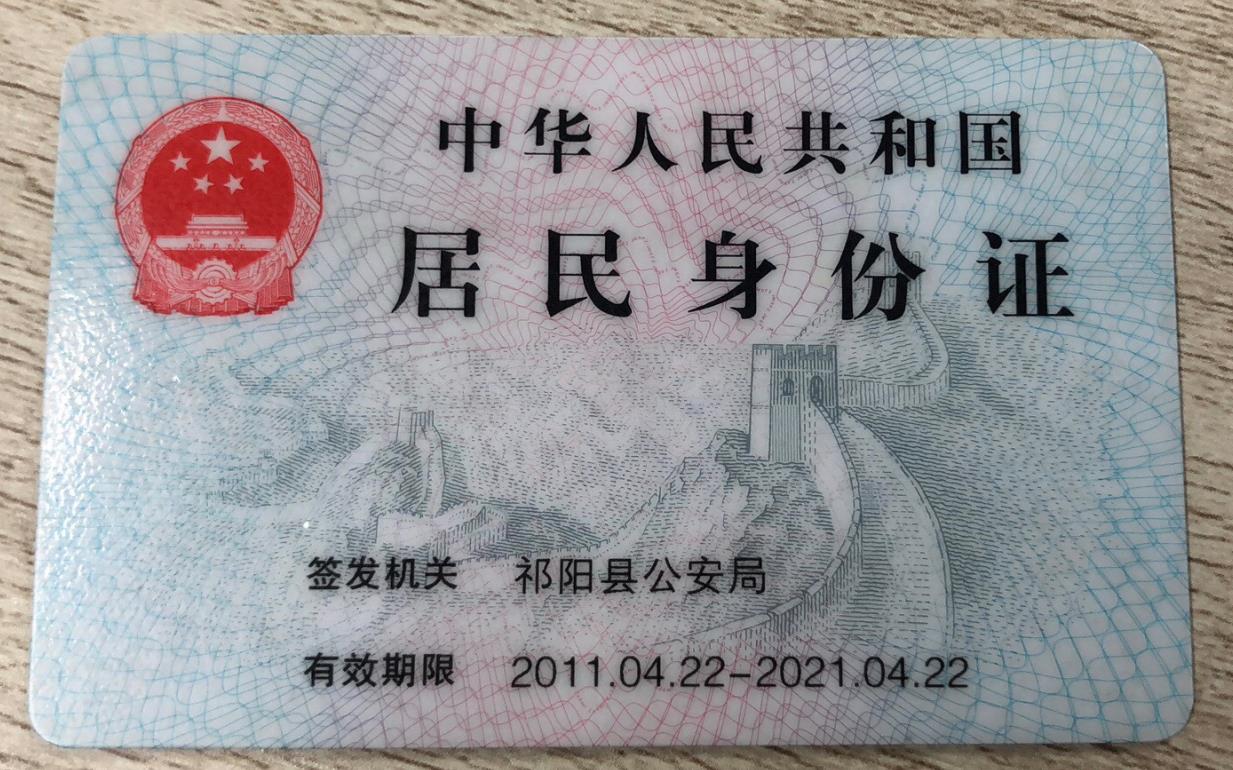 中华人民共和国
居民身份证
签发机关 祁阳县公安局
有效期限 2011.04.22-2021.04.22